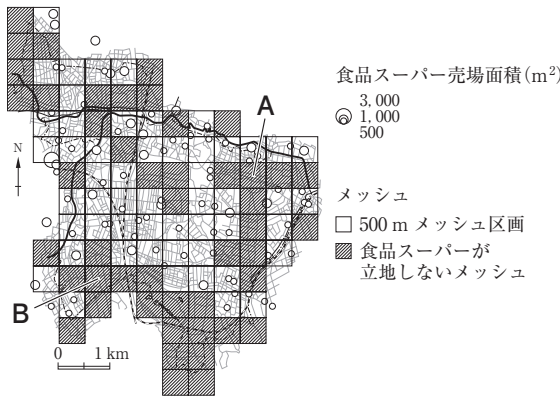 A
B
N
0 1 km
食品スーパー売場面積(m²)
3,000
1,000
500
メッシュ
500 m メッシュ区画
食品スーパーが
立地しないメッシュ